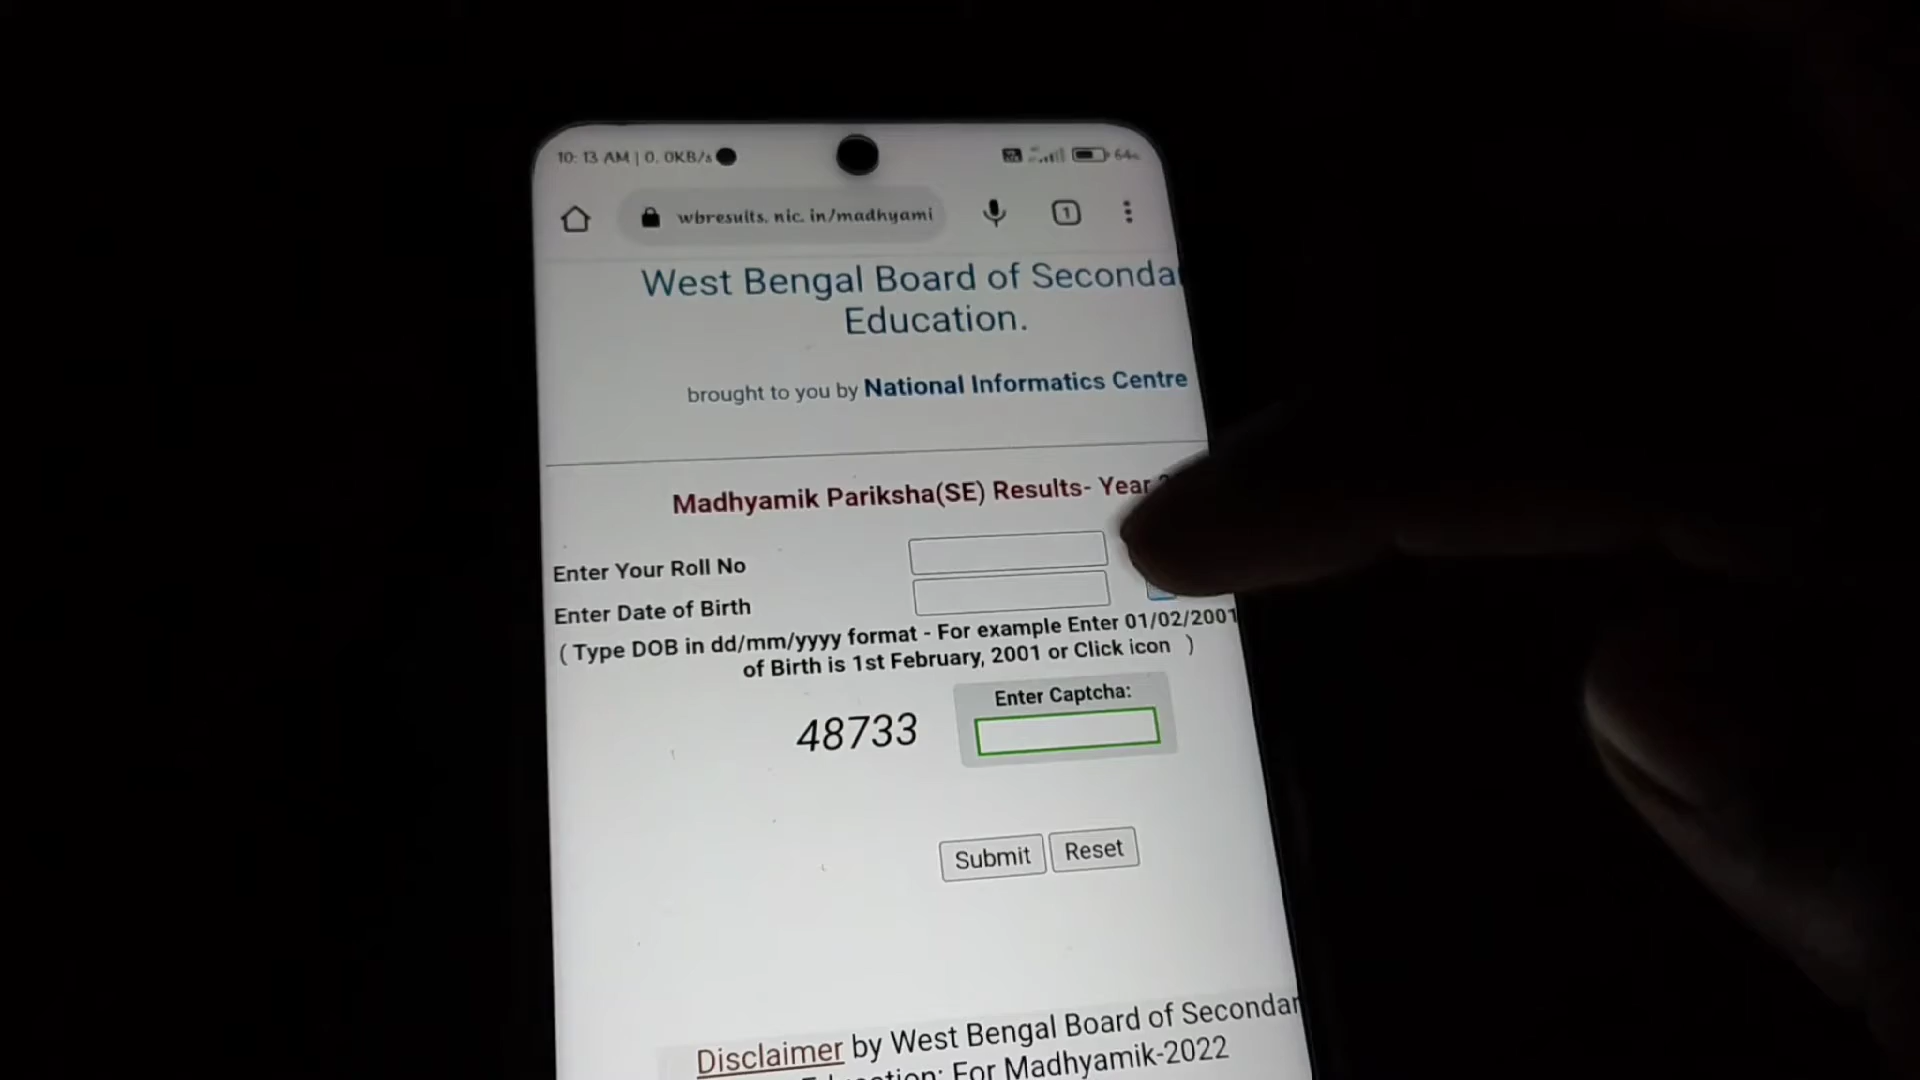 10:13 AM | 0.0KB/s
64
wbresults.nic.in/madhyami
1
West Bengal Board of Seconda
Education.
brought to you by National Informatics Centre
Madhyamik Pariksha(SE) Results- Year
Enter Your Roll No
Enter Date of Birth
( Type DOB in dd/mm/yyyy format - For example Enter 01/02/2001
of Birth is 1st February, 2001 or Click icon )
Enter Captcha:
48733
Submit Reset
Disclaimer by West Bengal Board of Secondar
Education: For Madhyamik-2022